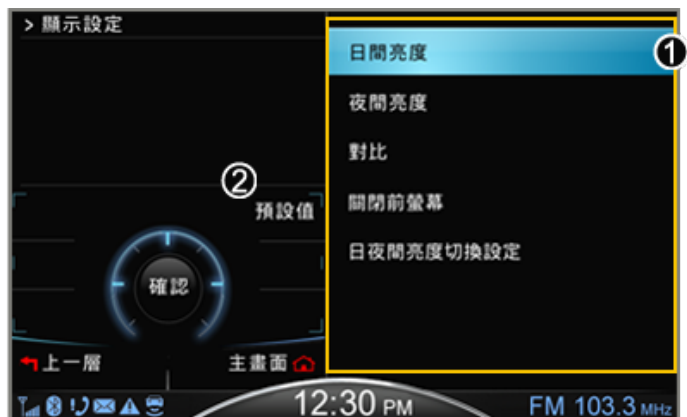 > 顯示設定
日間亮度
1
夜間亮度
對比
2
預設值
關閉前螢幕
日夜間亮度切換設定
確認
上一層
主畫面
12:30 PM
FM 103.3 MHz